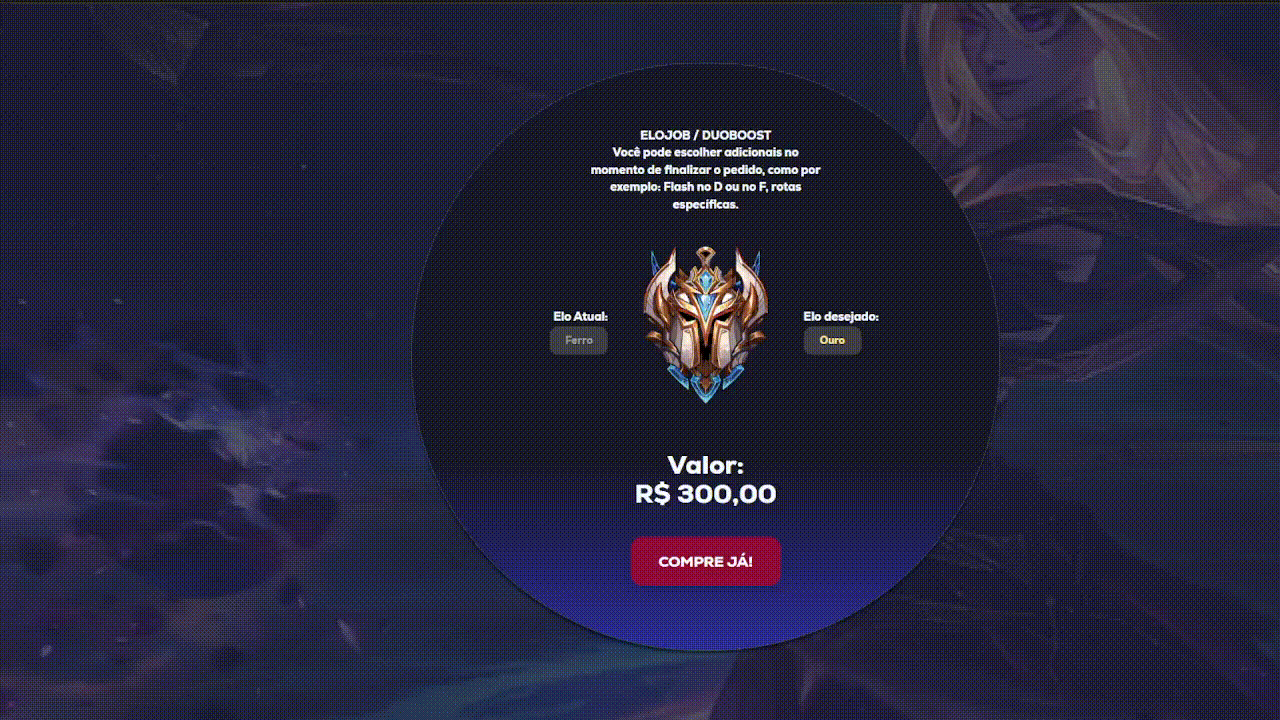 ELOJOB / DUOBOOST
Você pode escolher adicionais no
momento de finalizar o pedido, como por
exemplo: Flash no D ou no F, rotas
específicas.
Elo Atual:
Ferro
Elo desejado:
Ouro
Valor:
R$ 300,00
COMPRE JÁ!